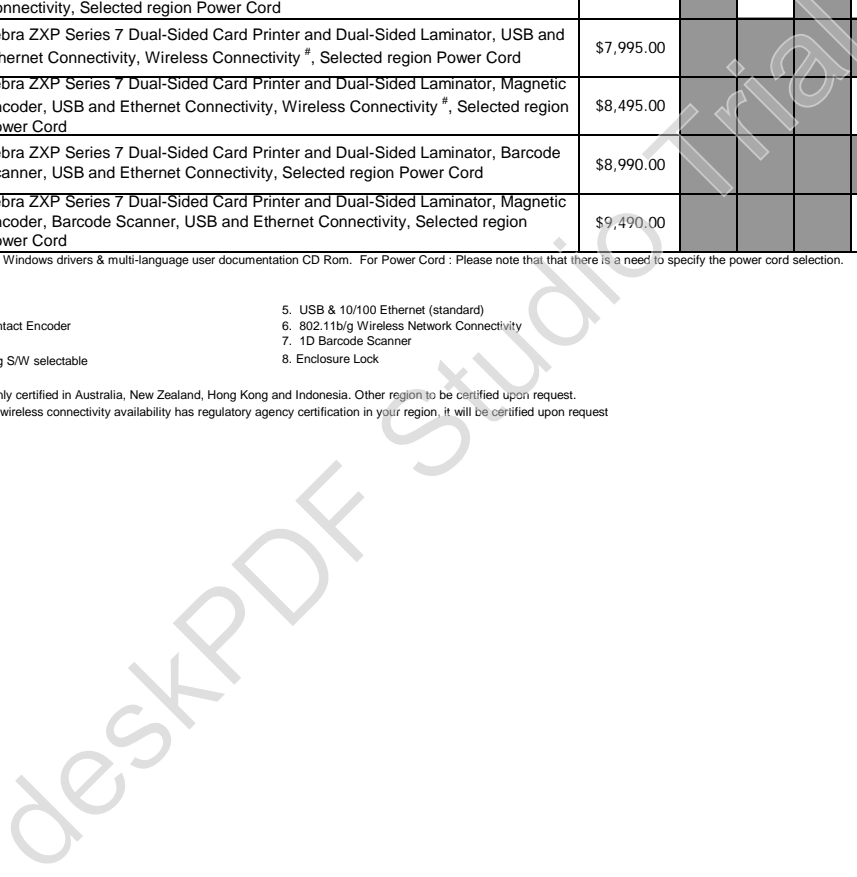 onnectivity, Selected region Power Cord
ebra ZXP Series 7 Dual-Sided Card Printer and Dual-Sided Laminator, USB and
hernet Connectivity, Wireless Connectivity #, Selected region Power Cord
$7,995.00
ebra ZXP Series 7 Dual-Sided Card Printer and Dual-Sided Laminator, Magnetic
ncoder, USB and Ethernet Connectivity, Wireless Connectivity #, Selected region
ower Cord
$8,495.00
ebra ZXP Series 7 Dual-Sided Card Printer and Dual-Sided Laminator, Barcode
canner, USB and Ethernet Connectivity, Selected region Power Cord
$8,990.00
ebra ZXP Series 7 Dual-Sided Card Printer and Dual-Sided Laminator, Magnetic
ncoder, Barcode Scanner, USB and Ethernet Connectivity, Selected region
ower Cord
$9,490.00
Windows drivers & multi-language user documentation CD Rom. For Power Cord : Please note that that there is a need to specify the power cord selection.
5. USB & 10/100 Ethernet (standard)
ntact Encoder
6. 802.11b/g Wireless Network Connectivity
7. 1D Barcode Scanner
g S/W selectable
8. Enclosure Lock
nly certified in Australia, New Zealand, Hong Kong and Indonesia. Other region to be certified upon request.
wireless connectivity availability has regulatory agency certification in your region, it will be certified upon request
deskPDF Studio Trial